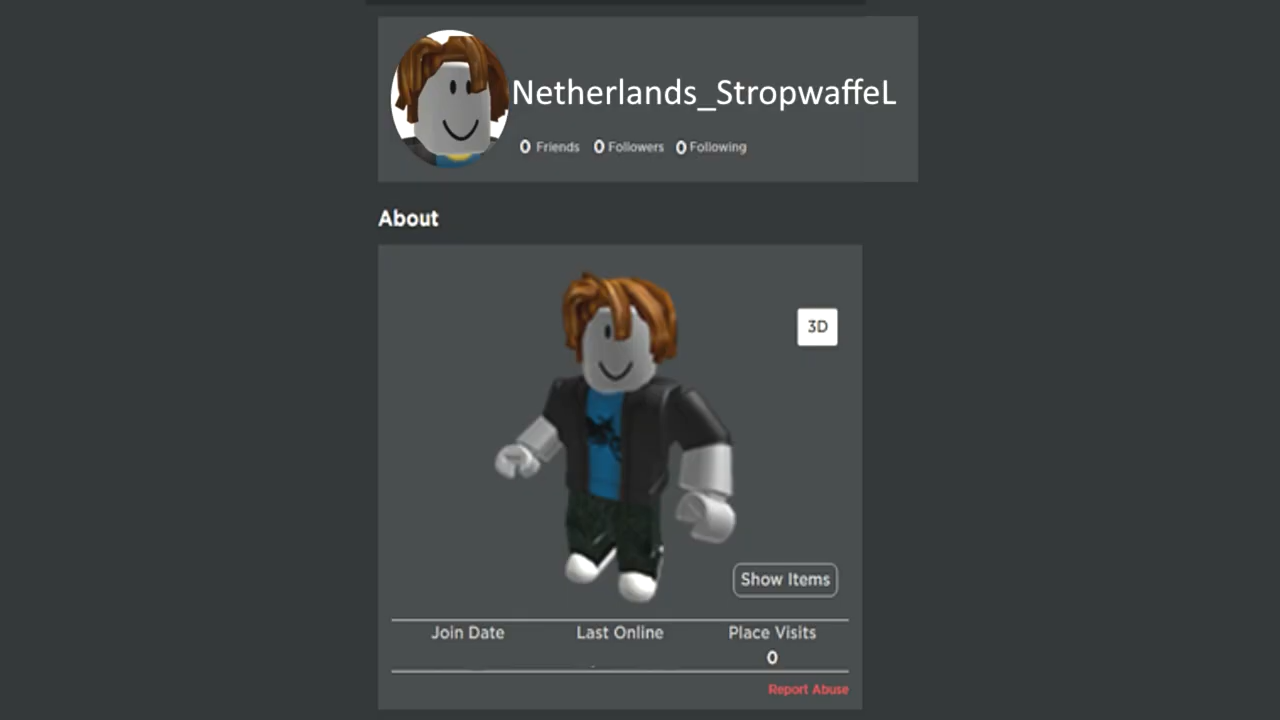 Netherlands_StropwaffeL
0 Friends 0 Followers 0 Following
About
3D
Show Items
Join Date Last Online Place Visits
0
Report Abuse